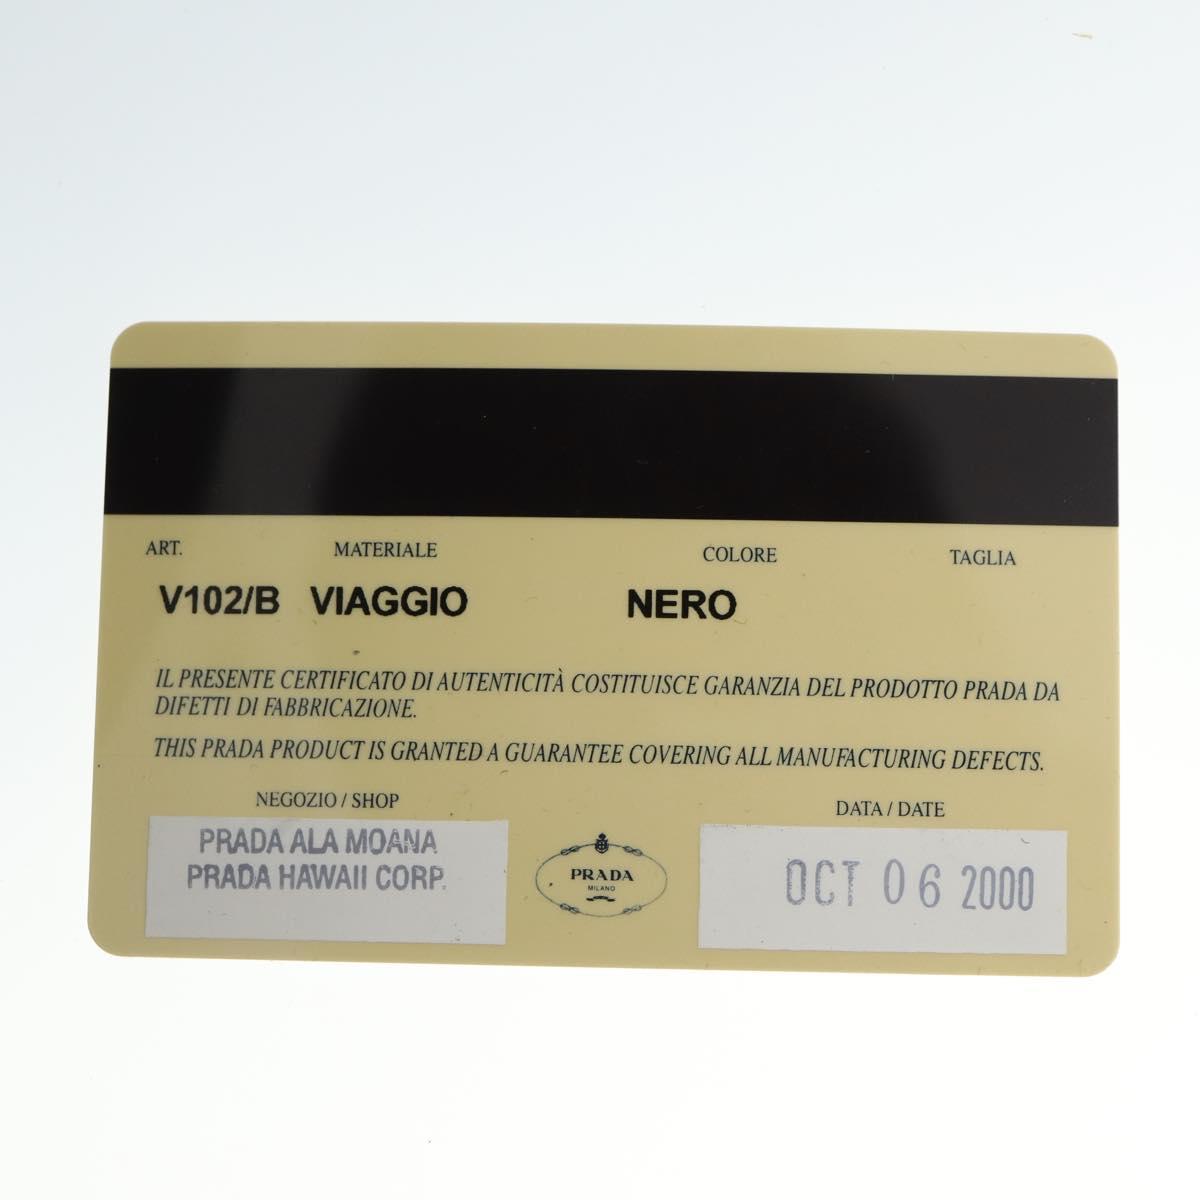 ART. MATERIALE COLORE TAGLIA
V102/B VIAGGIO NERO
IL PRESENTE CERTIFICATO DI AUTENTICITÀ COSTITUISCE GARANZIA DEL PRODOTTO PRADA DA
DIFETTI DI FABBRICAZIONE.
THIS PRADA PRODUCT IS GRANTED A GUARANTEE COVERING ALL MANUFACTURING DEFECTS.
NEGOZIO / SHOP
PRADA ALA MOANA
PRADA HAWAII CORP.
PRADA
MILANO
DATA / DATE
OCT 06 2000